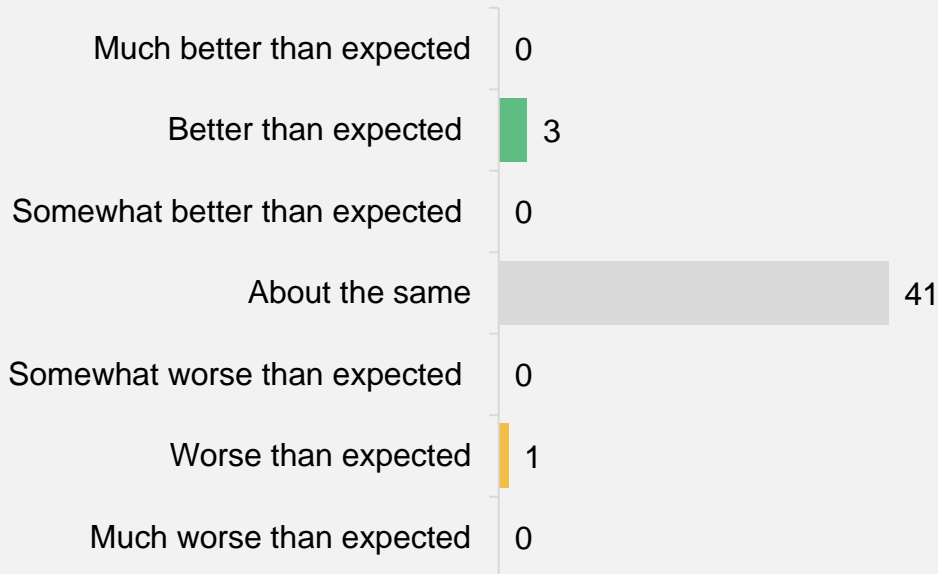 Much better than expected 0
Better than expected 3
Somewhat better than expected 0
About the same 41
Somewhat worse than expected 0
Worse than expected 1
Much worse than expected 0